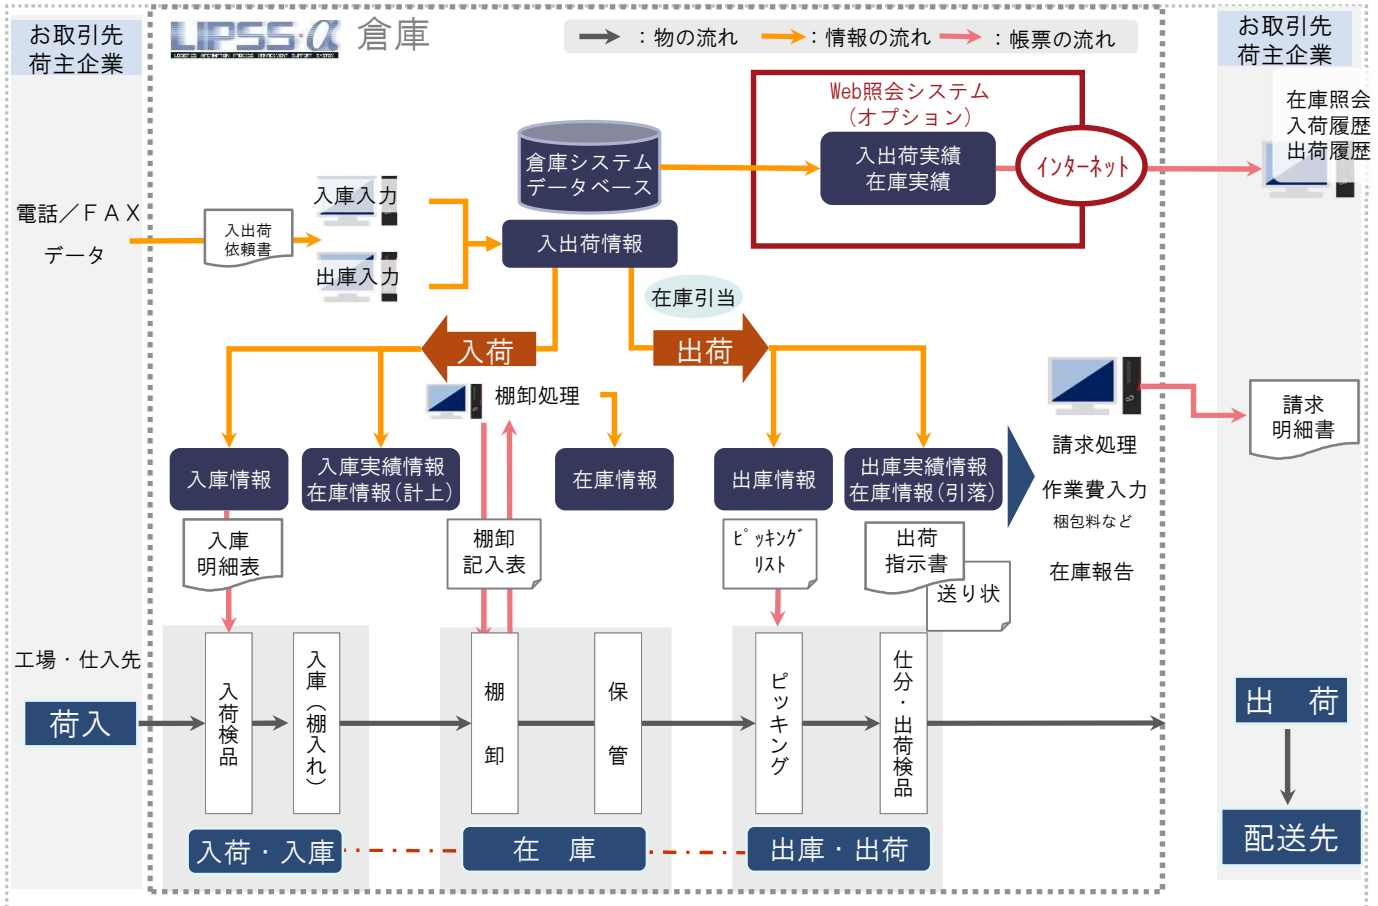 お取引先
荷主企業
LIPSS-α 倉庫
：物の流れ
：情報の流れ
：帳票の流れ
お取引先
荷主企業
Web照会システム
（オプション）
在庫照会
入荷履歴
出荷履歴
倉庫システム
データベース
入出荷実績
在庫実績
インターネット
電話／ＦＡＸ
データ
入出荷
依頼書
入庫入力
出庫入力
入出荷情報
在庫引当
入荷
出荷
棚卸処理
請求
明細書
請求処理
作業費入力
梱包料など
在庫報告
入庫情報
入庫実績情報
在庫情報(計上)
在庫情報
出庫情報
出庫実績情報
在庫情報(引落)
入庫
明細表
棚卸
記入表
ﾋﾟｯｷﾝｸﾞ
ﾘｽﾄ
出荷
指示書
送り状
工場・仕入先
荷入
入荷検品
入庫（棚入れ）
棚卸
保管
ピッキング
仕分・出荷検品
出　荷
入荷・入庫
在　庫
出庫・出荷
配送先